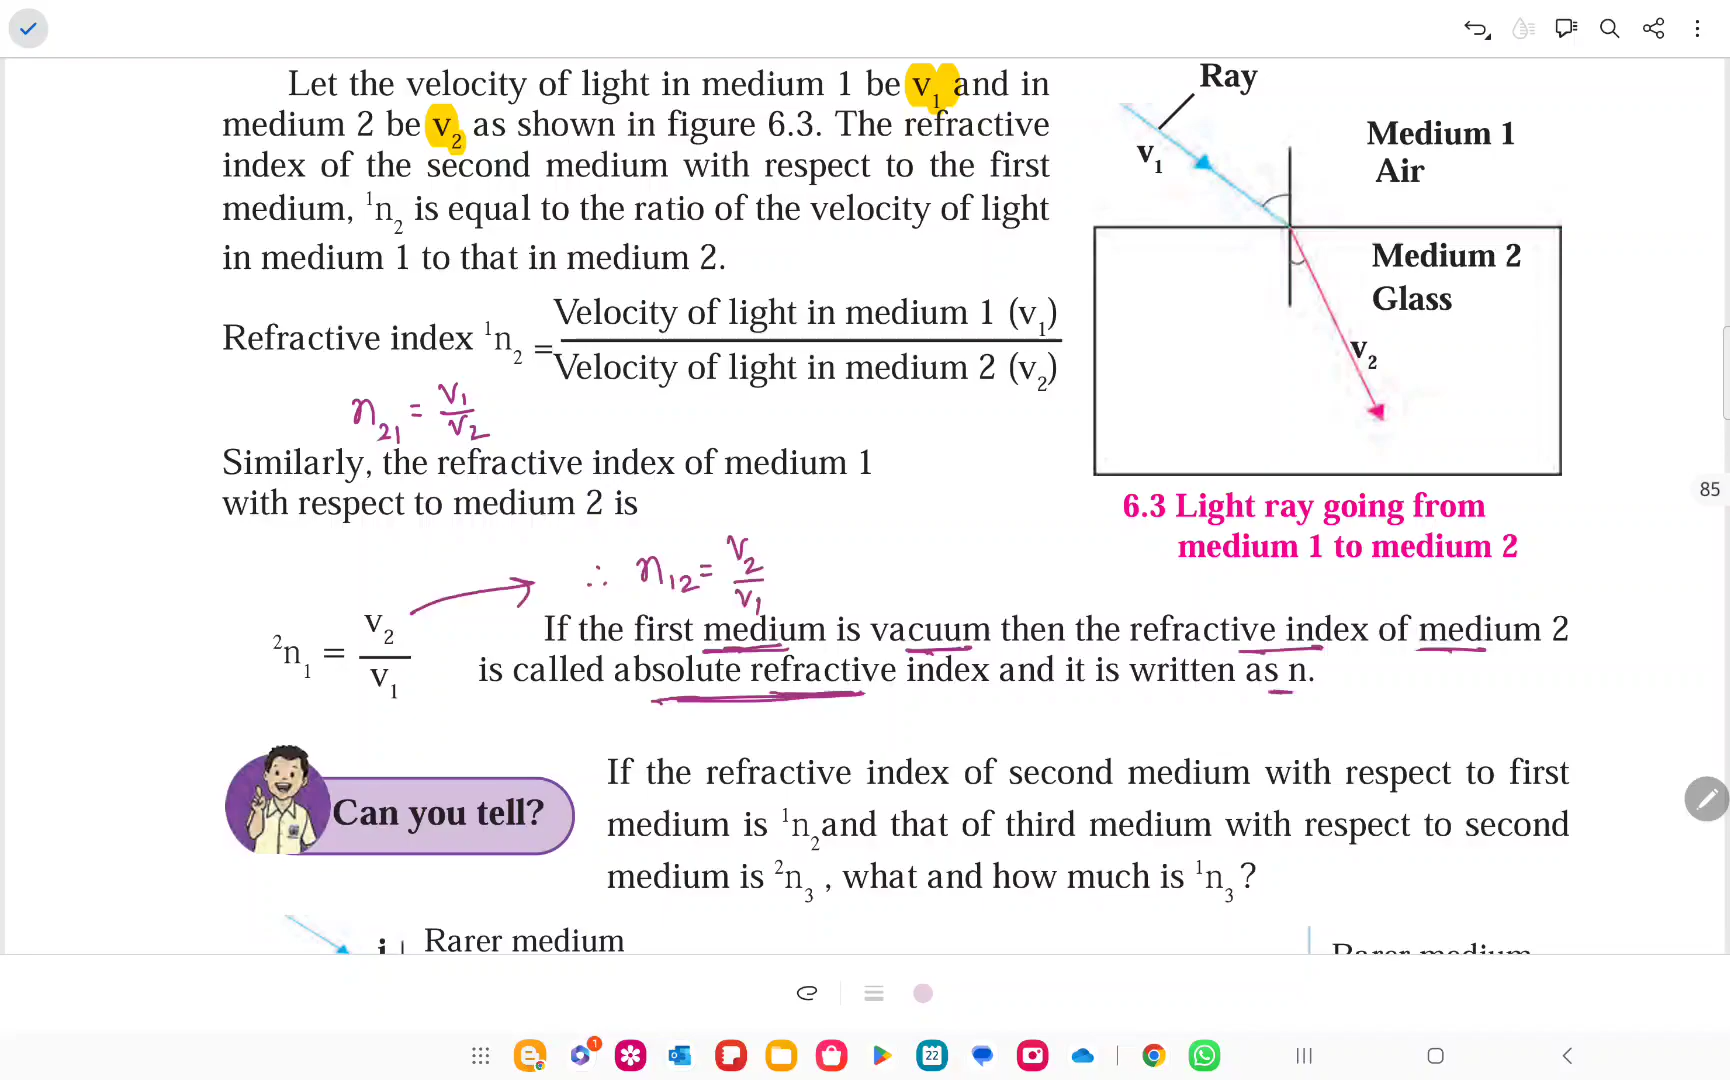 Let the velocity of light in medium 1 be v₁ and in
medium 2 be v₂ as shown in figure 6.3. The refractive
index of the second medium with respect to the first
medium, ¹n₂ is equal to the ratio of the velocity of light
in medium 1 to that in medium 2.
Refractive index ¹n₂ = Velocity of light in medium 1 (v₁) / Velocity of light in medium 2 (v₂)
n₂₁ = v₁ / v₂
Similarly, the refractive index of medium 1
with respect to medium 2 is
Ray
v₁
Medium 1
Air
Medium 2
Glass
v₂
6.3 Light ray going from
medium 1 to medium 2
85
∴ n₁₂ = v₂ / v₁
²n₁ = v₂ / v₁
If the first medium is vacuum then the refractive index of medium 2
is called absolute refractive index and it is written as n.
Can you tell?
If the refractive index of second medium with respect to first
medium is ¹n₂ and that of third medium with respect to second
medium is ²n₃ , what and how much is ¹n₃ ?
i
Rarer medium
Rarer medium
1
22